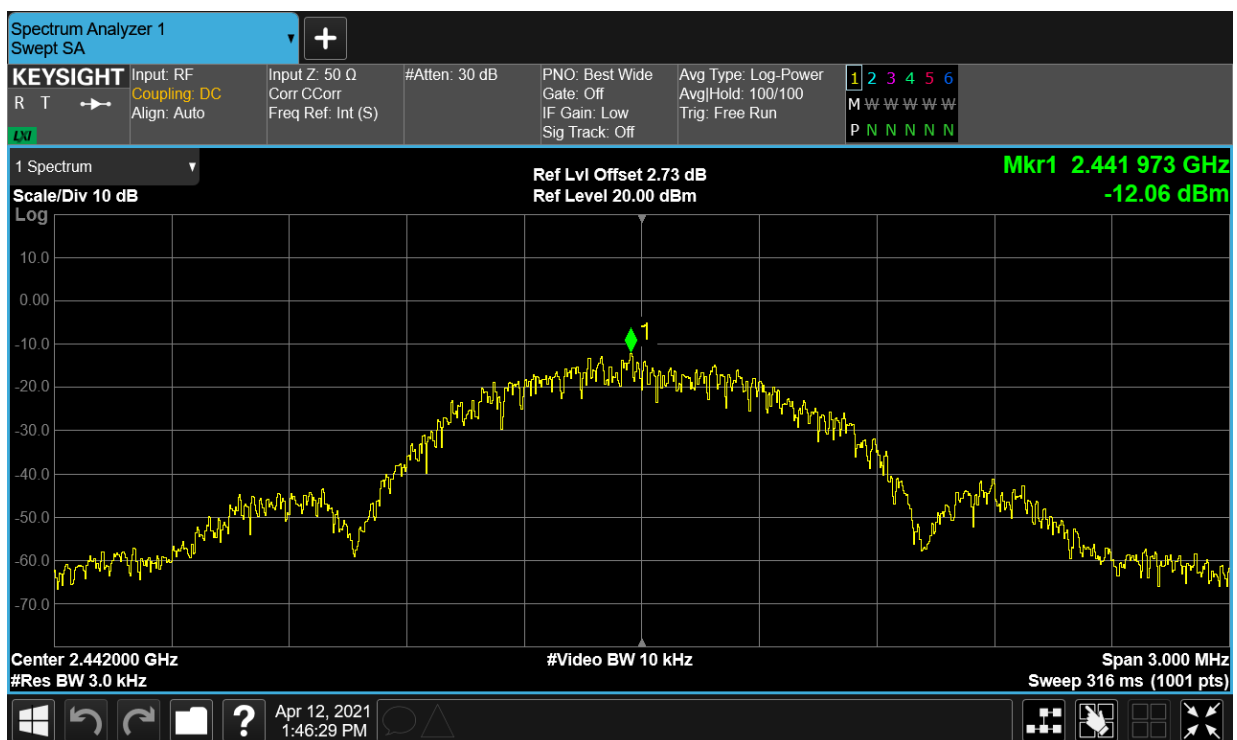 Spectrum Analyzer 1
Swept SA
KEYSIGHT
R T
LXI
Input: RF
Coupling: DC
Align: Auto
Input Z: 50 Ω
Corr CCorr
Freq Ref: Int (S)
#Atten: 30 dB
PNO: Best Wide
Gate: Off
IF Gain: Low
Sig Track: Off
Avg Type: Log-Power
Avg|Hold: 100/100
Trig: Free Run
1 2 3 4 5 6
M W W W W W
P N N N N N
1 Spectrum
Scale/Div 10 dB
Ref Lvl Offset 2.73 dB
Ref Level 20.00 dBm
Mkr1 2.441 973 GHz
-12.06 dBm
Log
10.0
0.00
-10.0
-20.0
-30.0
-40.0
-50.0
-60.0
-70.0
1
Center 2.442000 GHz
#Res BW 3.0 kHz
#Video BW 10 kHz
Span 3.000 MHz
Sweep 316 ms (1001 pts)
?
Apr 12, 2021
1:46:29 PM